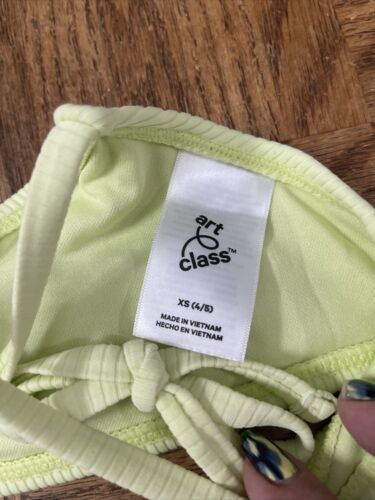 art
class™
XS (4/5)
MADE IN VIETNAM
HECHO EN VIETNAM